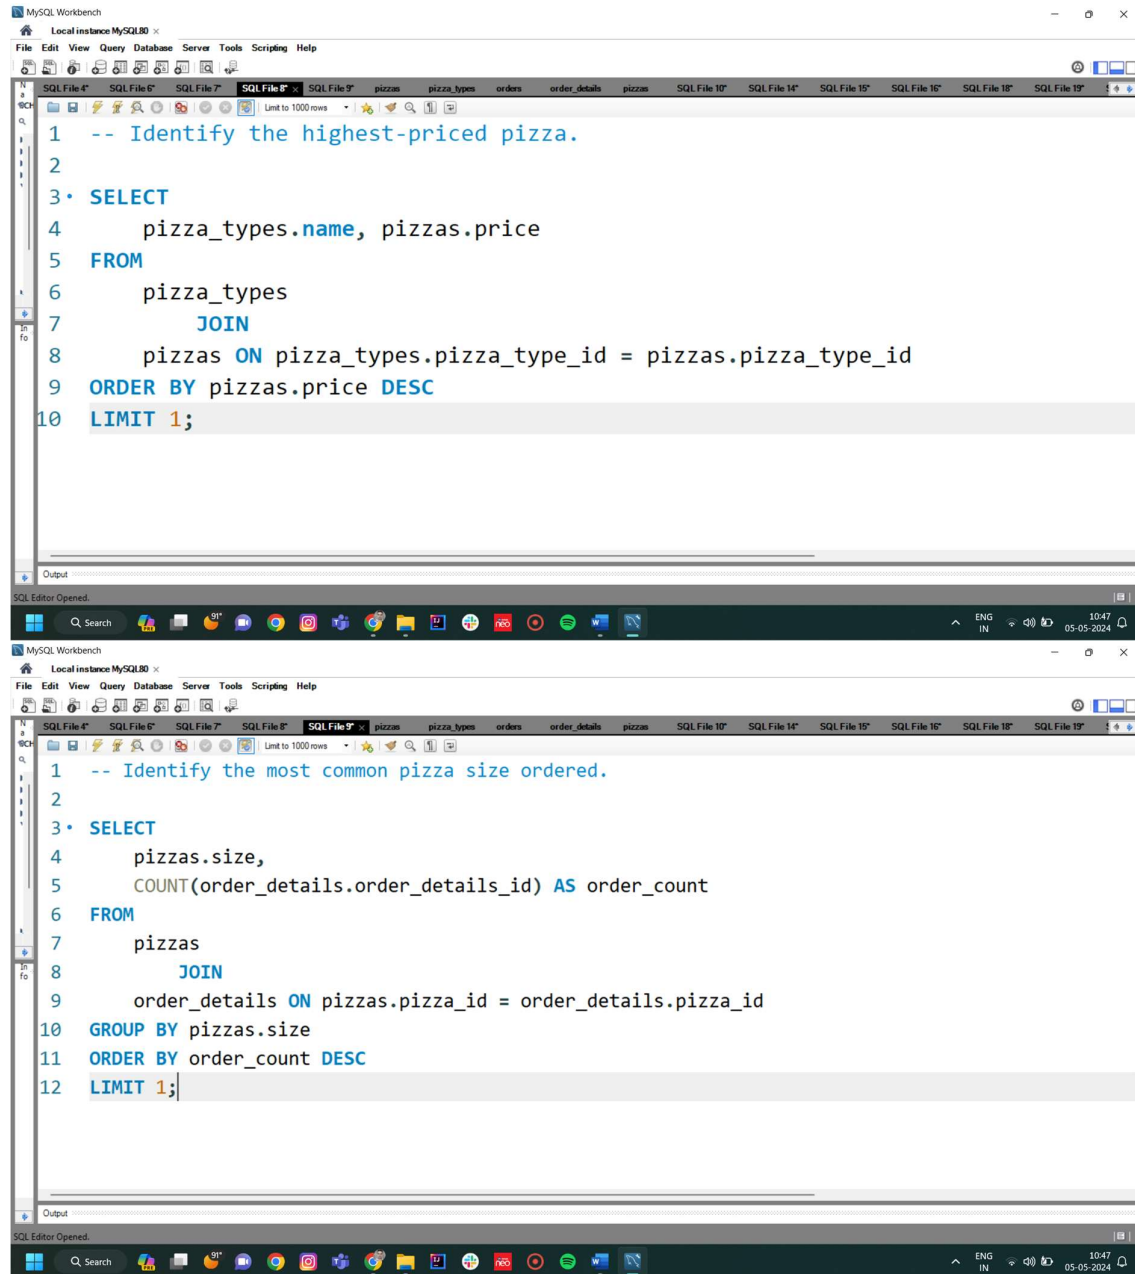 MySQL Workbench
Local instance MySQL80
File Edit View Query Database Server Tools Scripting Help
SQL File 4* SQL File 6* SQL File 7* SQL File 8* SQL File 9* pizzas pizza_types orders order_details pizzas SQL File 10* SQL File 14* SQL File 15* SQL File 16* SQL File 18* SQL File 19*
Limit to 1000 rows
1 -- Identify the highest-priced pizza.
2
3 SELECT
4 pizza_types.name, pizzas.price
5 FROM
6 pizza_types
7 JOIN
8 pizzas ON pizza_types.pizza_type_id = pizzas.pizza_type_id
9 ORDER BY pizzas.price DESC
10 LIMIT 1;
Output
SQL Editor Opened.
Search 91° ENG IN 10:47 05-05-2024
MySQL Workbench
Local instance MySQL80
File Edit View Query Database Server Tools Scripting Help
SQL File 4* SQL File 6* SQL File 7* SQL File 8* SQL File 9* pizzas pizza_types orders order_details pizzas SQL File 10* SQL File 14* SQL File 15* SQL File 16* SQL File 18* SQL File 19*
Limit to 1000 rows
1 -- Identify the most common pizza size ordered.
2
3 SELECT
4 pizzas.size,
5 COUNT(order_details.order_details_id) AS order_count
6 FROM
7 pizzas
8 JOIN
9 order_details ON pizzas.pizza_id = order_details.pizza_id
10 GROUP BY pizzas.size
11 ORDER BY order_count DESC
12 LIMIT 1;
Output
SQL Editor Opened.
Search 91° ENG IN 10:47 05-05-2024